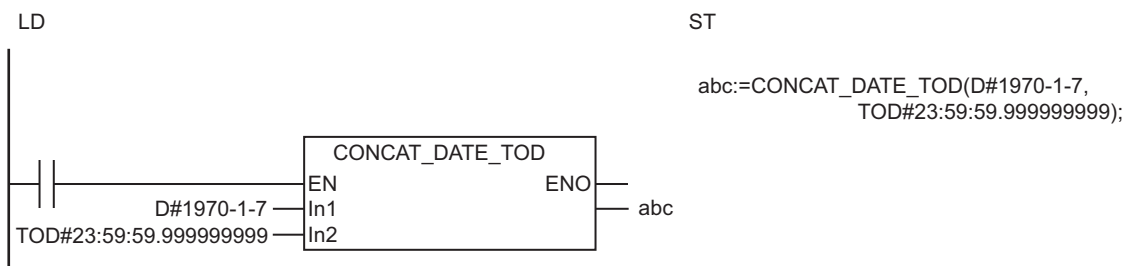 LD
ST
abc:=CONCAT_DATE_TOD(D#1970-1-7,
TOD#23:59:59.999999999);
CONCAT_DATE_TOD
EN ENO
D#1970-1-7 In1 abc
TOD#23:59:59.999999999 In2